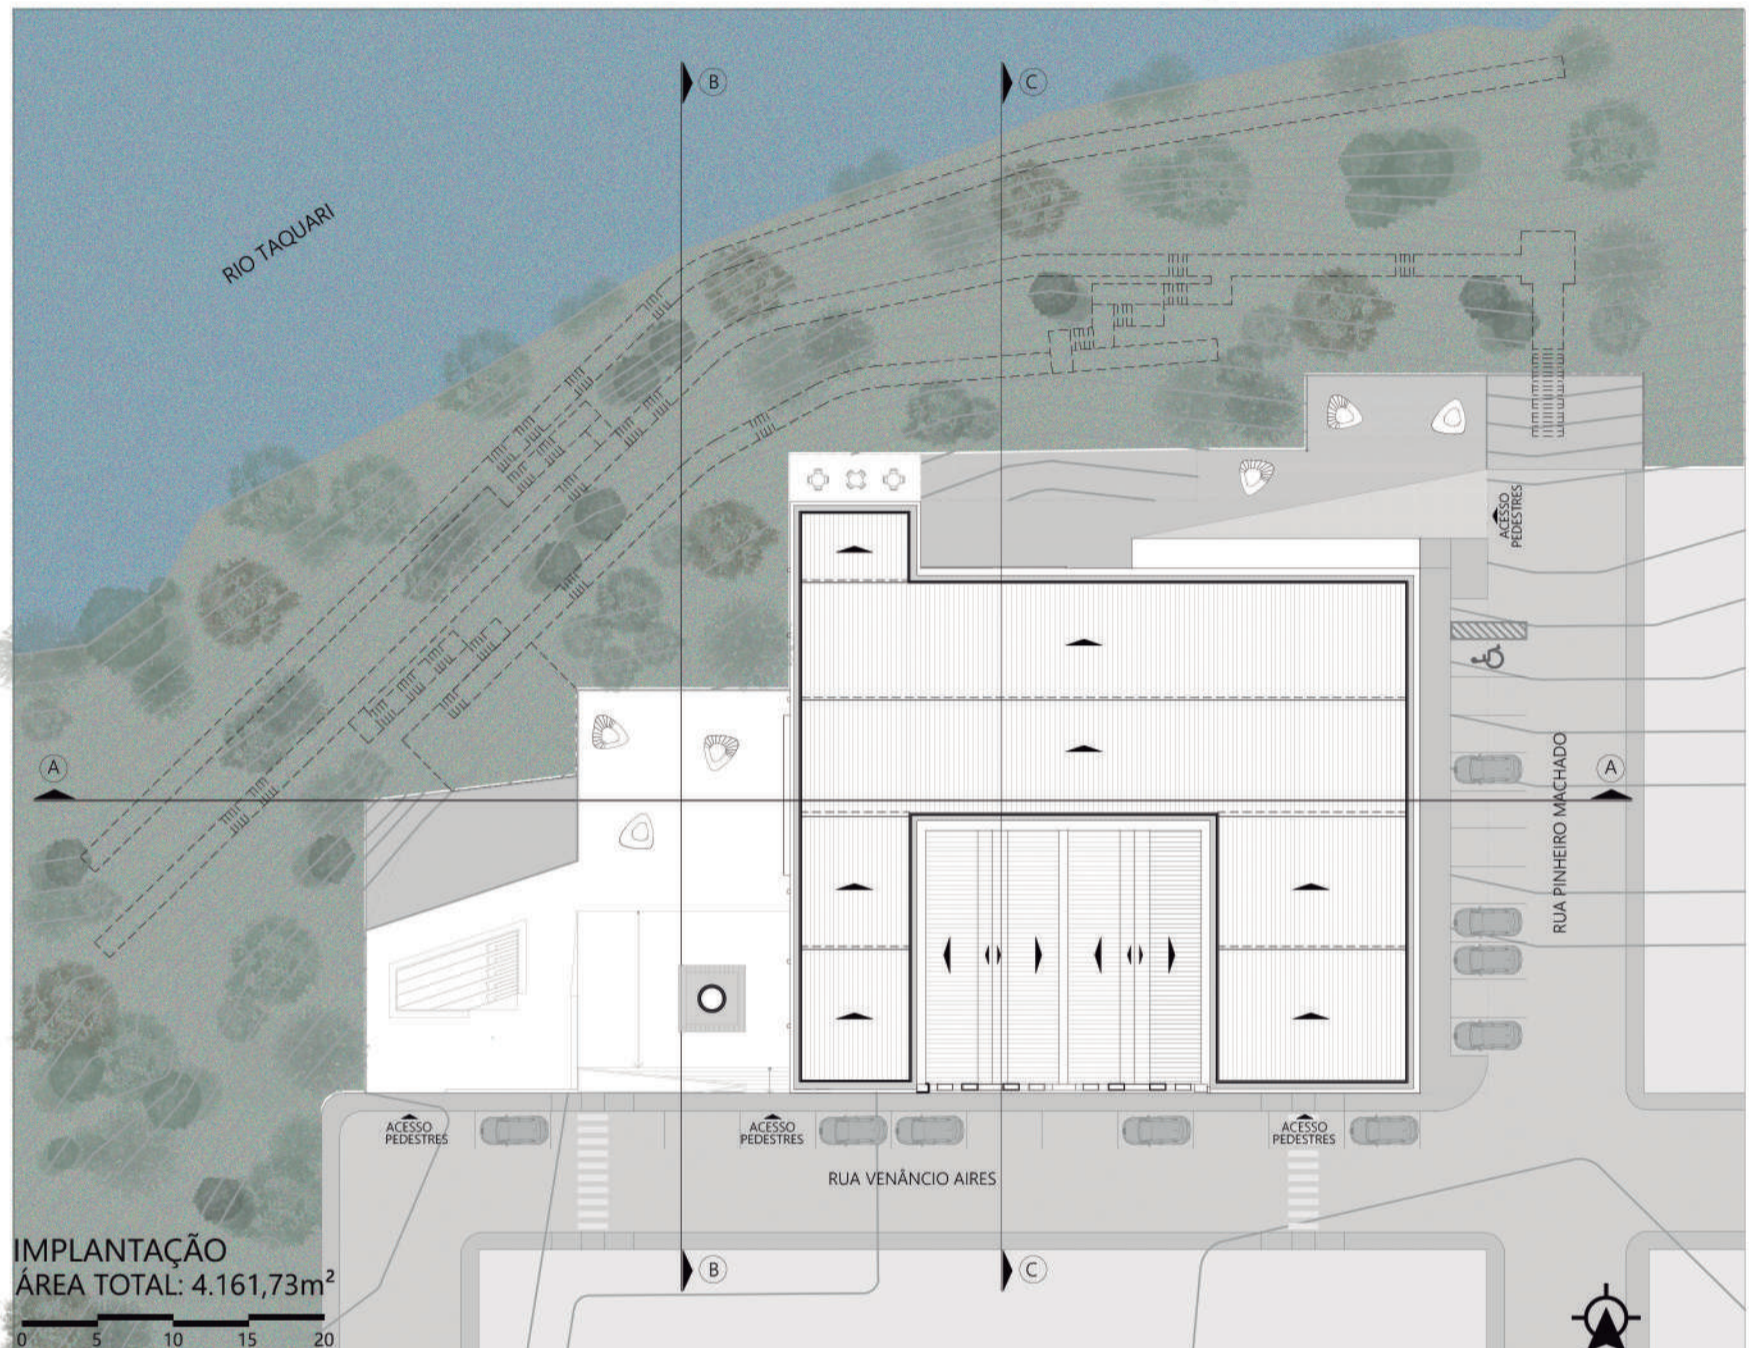 B
C
RIO TAQUARI
ACESSO
PEDESTRES
A
A
RUA PINHEIRO MACHADO
ACESSO
PEDESTRES
ACESSO
PEDESTRES
ACESSO
PEDESTRES
RUA VENÂNCIO AIRES
B
C
IMPLANTAÇÃO
ÁREA TOTAL: 4.161,73m²
0 5 10 15 20